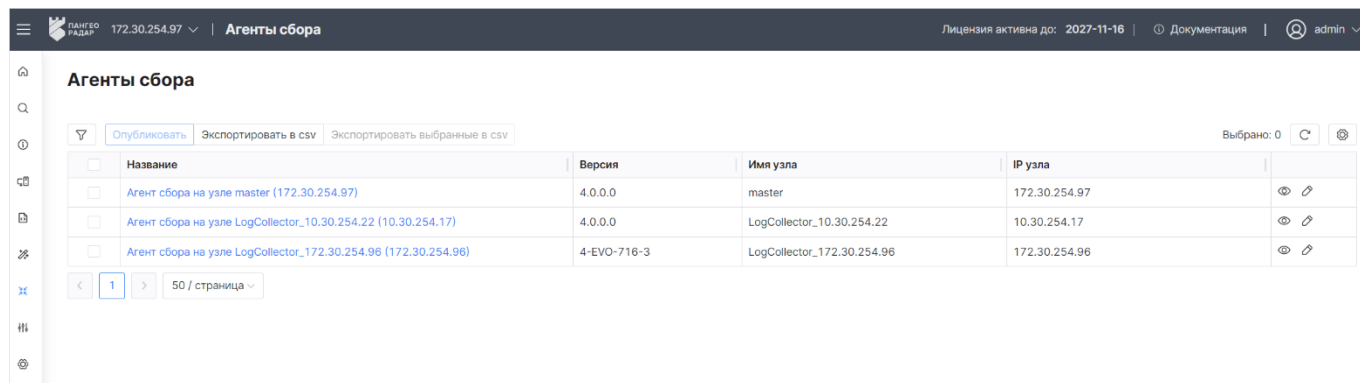 ПАНГЕО РАДАР 172.30.254.97 | Агенты сбора Лицензия активна до: 2027-11-16 | Документация | admin
Агенты сбора
Опубликовать Экспортировать в csv Экспортировать выбранные в csv Выбрано: 0
Название Версия Имя узла IP узла
Агент сбора на узле master (172.30.254.97) 4.0.0.0 master 172.30.254.97
Агент сбора на узле LogCollector_10.30.254.22 (10.30.254.17) 4.0.0.0 LogCollector_10.30.254.22 10.30.254.17
Агент сбора на узле LogCollector_172.30.254.96 (172.30.254.96) 4-EVO-716-3 LogCollector_172.30.254.96 172.30.254.96
< 1 > 50 / страница